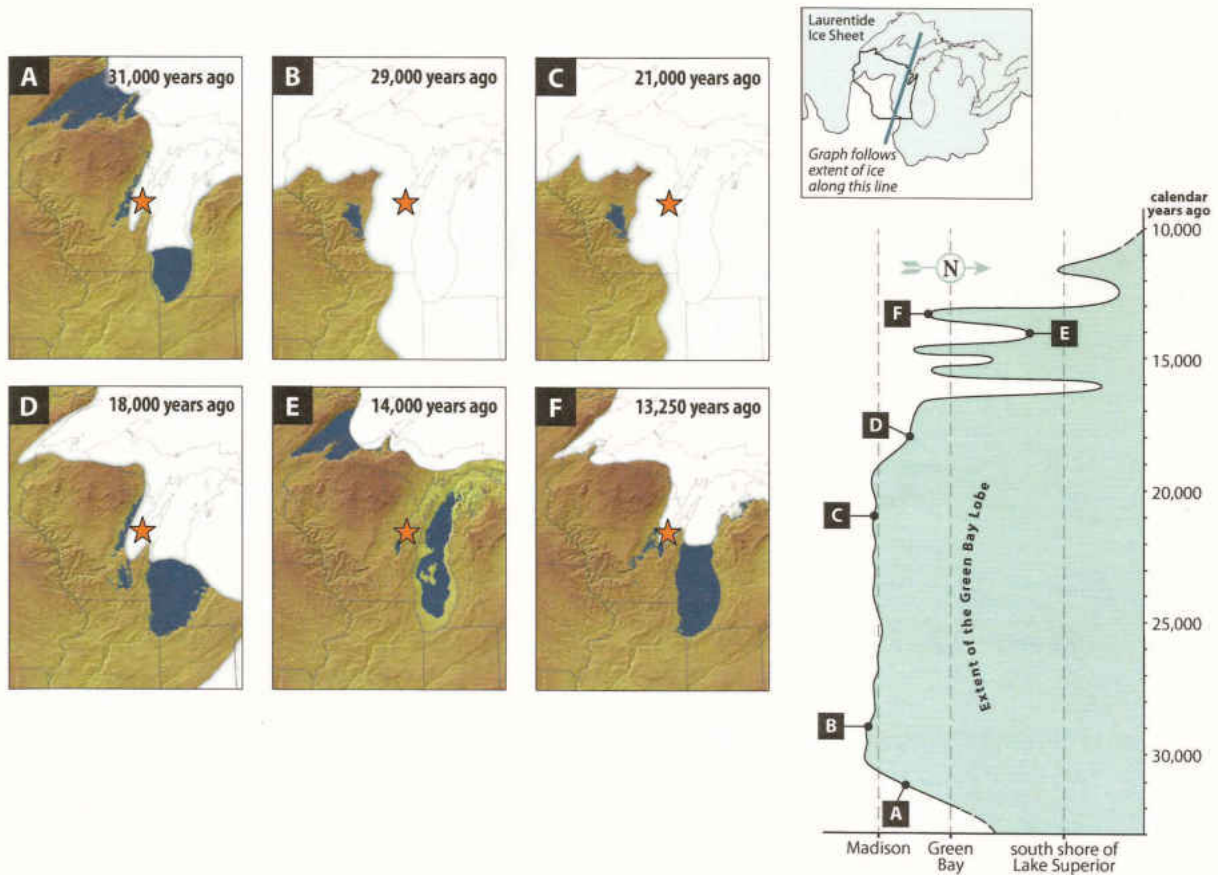 A
31,000 years ago
B
29,000 years ago
C
21,000 years ago
D
18,000 years ago
E
14,000 years ago
F
13,250 years ago
Laurentide
Ice Sheet
Graph follows
extent of ice
along this line
calendar
years ago
10,000
N
F
E
15,000
D
20,000
C
Extent of the Green Bay Lobe
25,000
B
30,000
A
Madison
Green
Bay
south shore of
Lake Superior